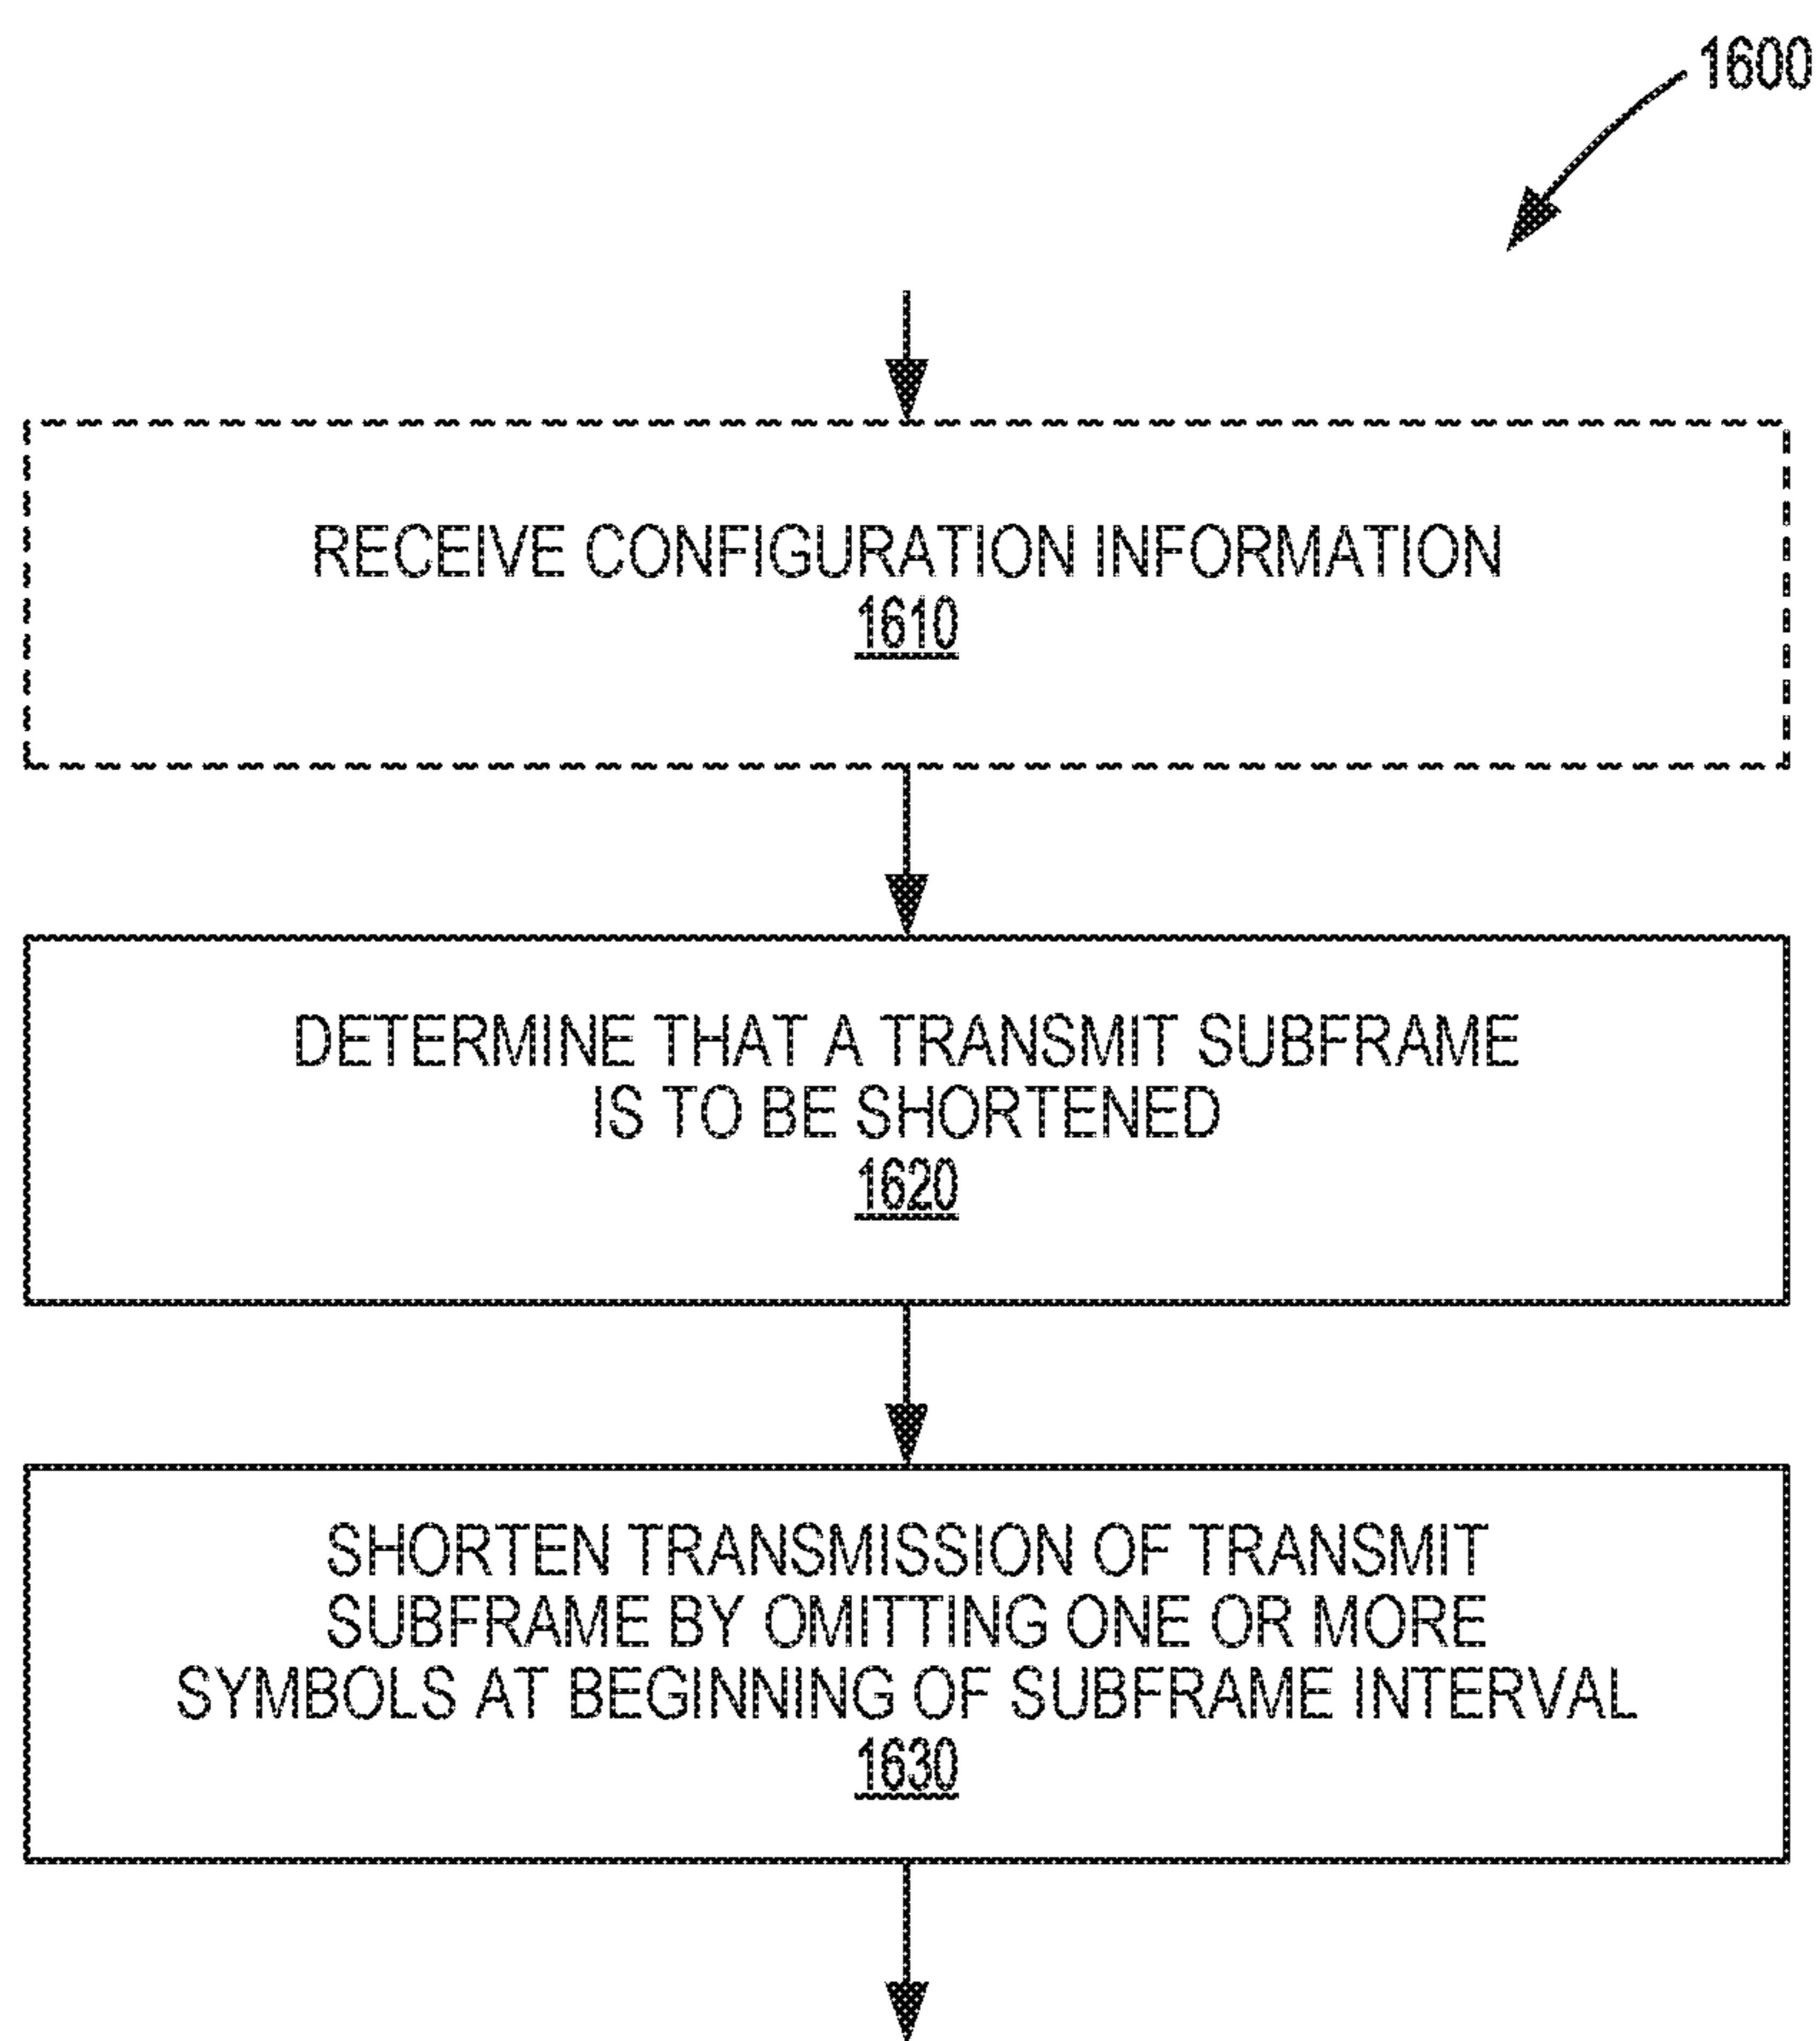 1600
RECEIVE CONFIGURATION INFORMATION
1610
DETERMINE THAT A TRANSMIT SUBFRAME
IS TO BE SHORTENED
1620
SHORTEN TRANSMISSION OF TRANSMIT
SUBFRAME BY OMITTING ONE OR MORE
SYMBOLS AT BEGINNING OF SUBFRAME INTERVAL
1630